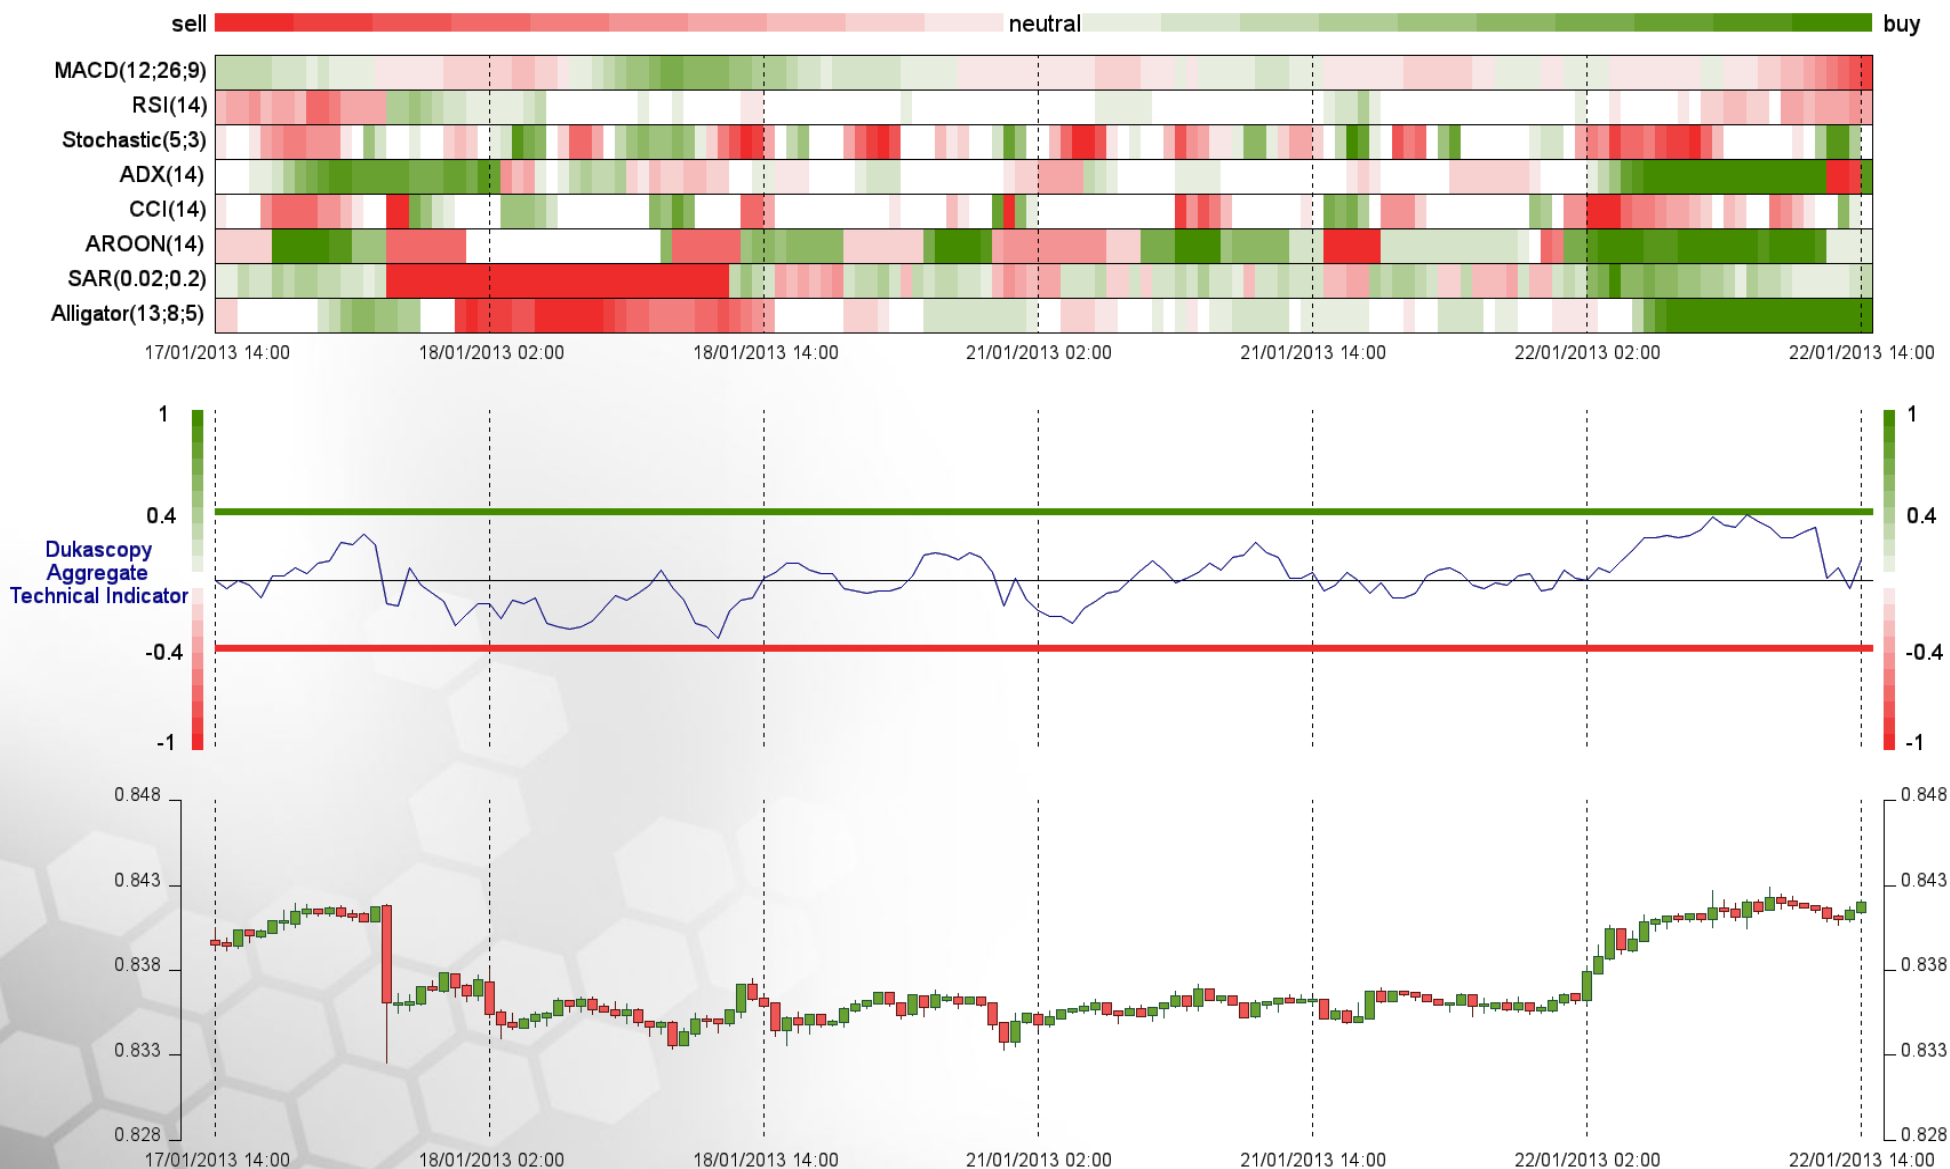 sell neutral buy
MACD(12;26;9)
RSI(14)
Stochastic(5;3)
ADX(14)
CCI(14)
AROON(14)
SAR(0.02;0.2)
Alligator(13;8;5)
17/01/2013 14:00 18/01/2013 02:00 18/01/2013 14:00 21/01/2013 02:00 21/01/2013 14:00 22/01/2013 02:00 22/01/2013 14:00
1 1
0.4 0.4
Dukascopy
Aggregate
Technical Indicator
-0.4 -0.4
-1 -1
0.848 0.848
0.843 0.843
0.838 0.838
0.833 0.833
0.828 0.828
17/01/2013 14:00 18/01/2013 02:00 18/01/2013 14:00 21/01/2013 02:00 21/01/2013 14:00 22/01/2013 02:00 22/01/2013 14:00